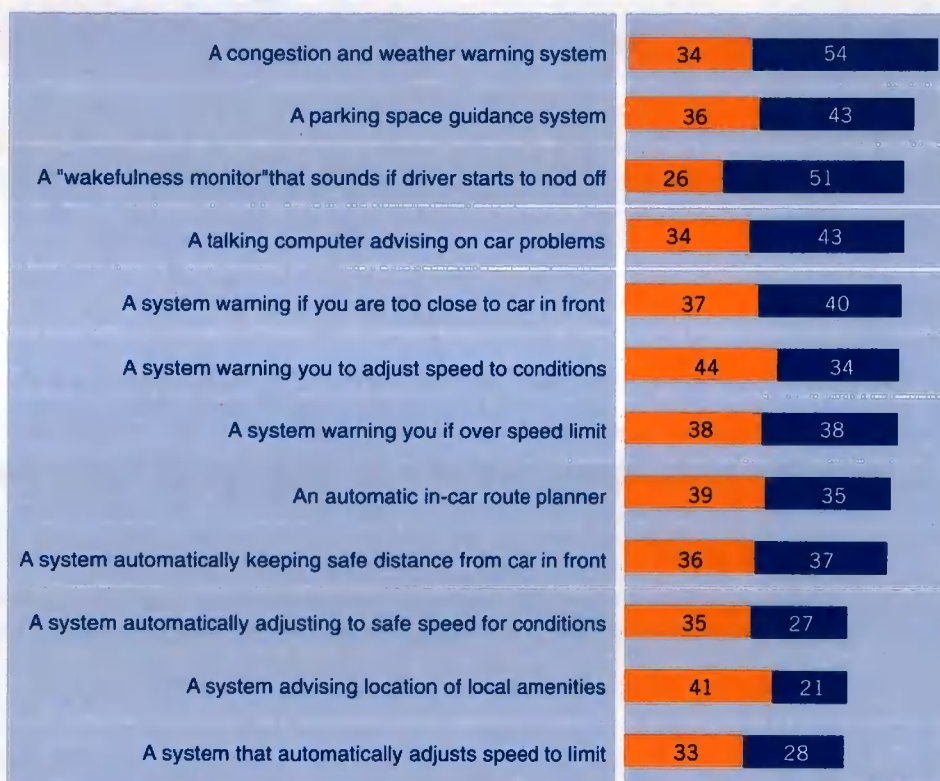 A congestion and weather warning system 34 54
A parking space guidance system 36 43
A "wakefulness monitor"that sounds if driver starts to nod off 26 51
A talking computer advising on car problems 34 43
A system warning if you are too close to car in front 37 40
A system warning you to adjust speed to conditions 44 34
A system warning you if over speed limit 38 38
An automatic in-car route planner 39 35
A system automatically keeping safe distance from car in front 36 37
A system automatically adjusting to safe speed for conditions 35 27
A system advising location of local amenities 41 21
A system that automatically adjusts speed to limit 33 28